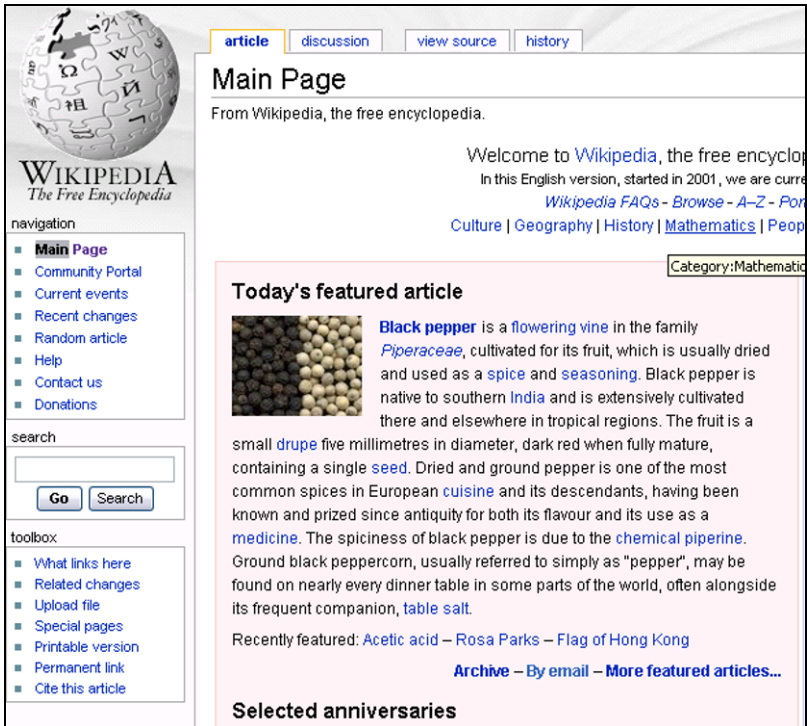 WIKIPEDIA
The Free Encyclopedia
navigation
Main Page
Community Portal
Current events
Recent changes
Random article
Help
Contact us
Donations
search
Go Search
toolbox
What links here
Related changes
Upload file
Special pages
Printable version
Permanent link
Cite this article
article discussion view source history
Main Page
From Wikipedia, the free encyclopedia.
Welcome to Wikipedia, the free encyclop
In this English version, started in 2001, we are curre
Wikipedia FAQs - Browse - A–Z - Por
Culture | Geography | History | Mathematics | Peop
Category:Mathematic
Today's featured article
Black pepper is a flowering vine in the family
Piperaceae, cultivated for its fruit, which is usually dried
and used as a spice and seasoning. Black pepper is
native to southern India and is extensively cultivated
there and elsewhere in tropical regions. The fruit is a
small drupe five millimetres in diameter, dark red when fully mature,
containing a single seed. Dried and ground pepper is one of the most
common spices in European cuisine and its descendants, having been
known and prized since antiquity for both its flavour and its use as a
medicine. The spiciness of black pepper is due to the chemical piperine.
Ground black peppercorn, usually referred to simply as "pepper", may be
found on nearly every dinner table in some parts of the world, often alongside
its frequent companion, table salt.
Recently featured: Acetic acid – Rosa Parks – Flag of Hong Kong
Archive – By email – More featured articles...
Selected anniversaries